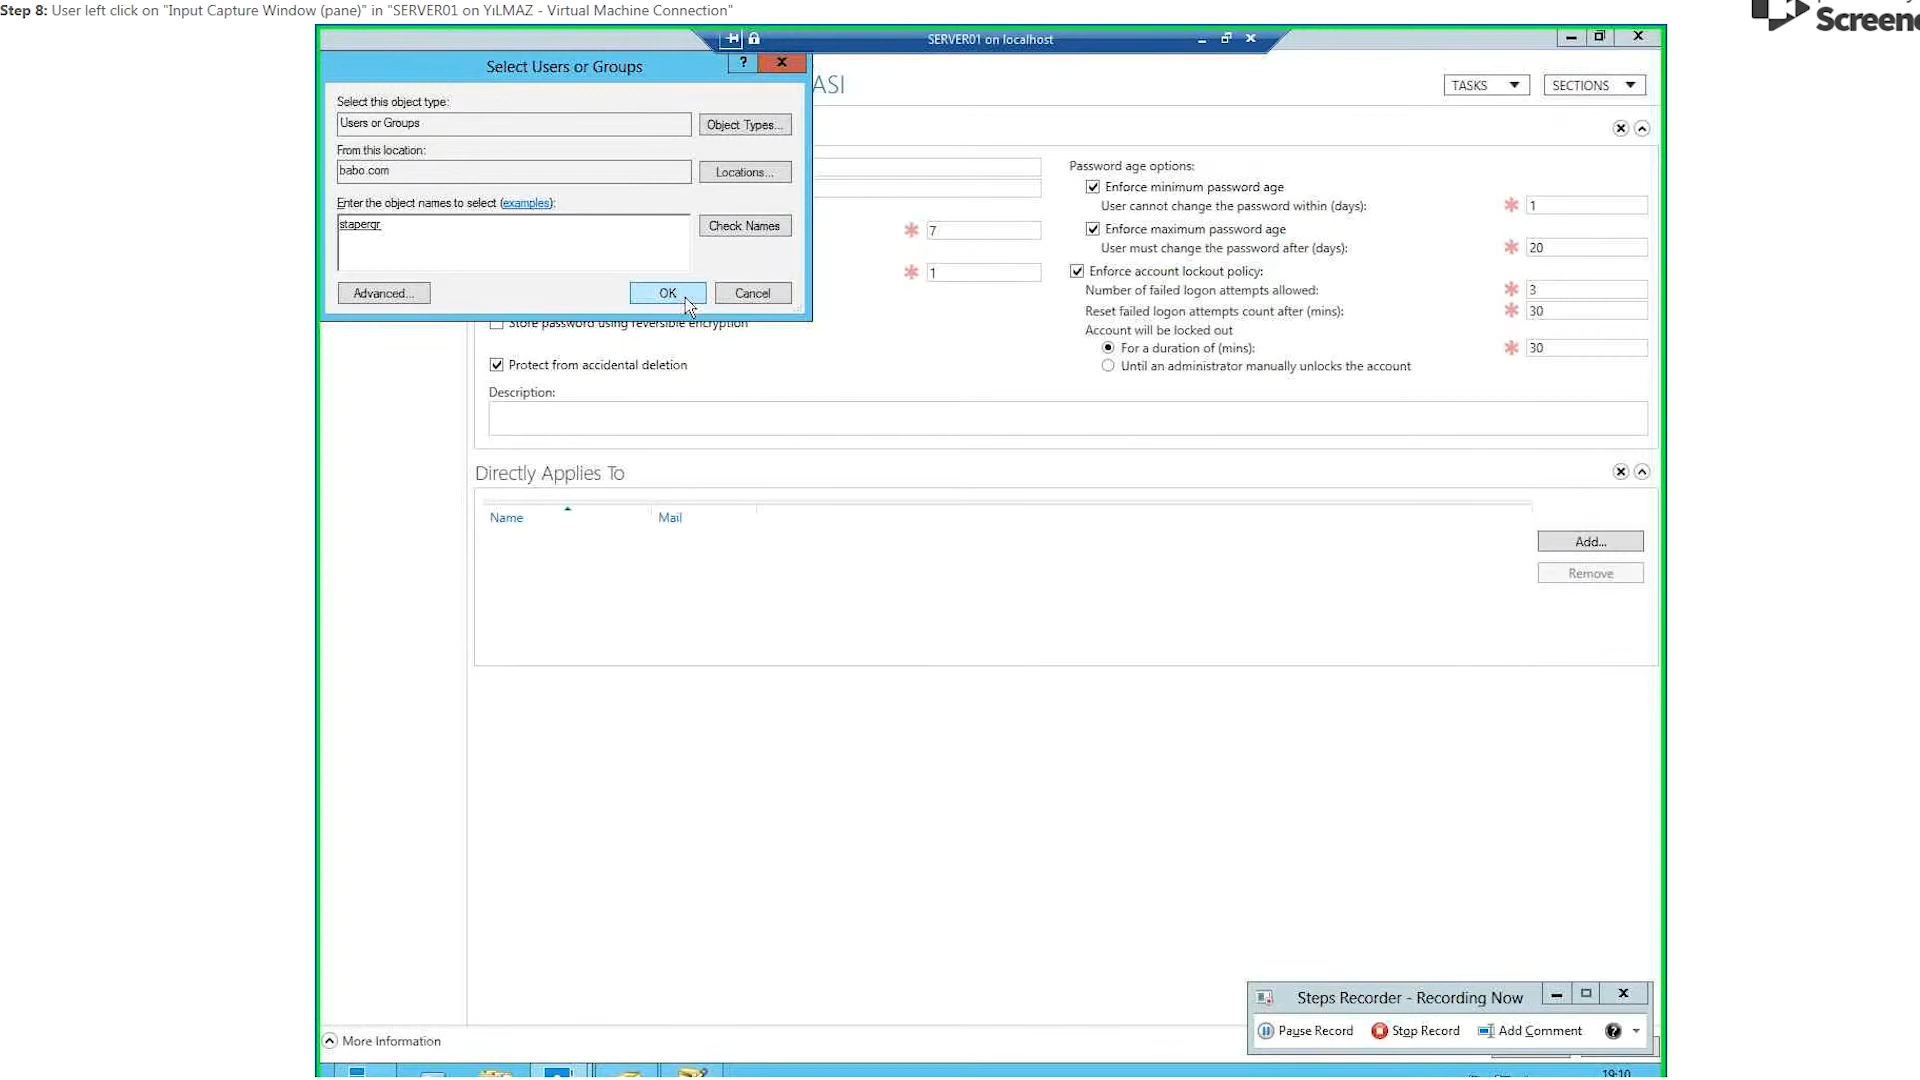 Step 8: User left click on "Input Capture Window (pane)" in "SERVER01 on YıLMAZ - Virtual Machine Connection"
SERVER01 on localhost
Select Users or Groups
?
ASI
TASKS
SECTIONS
Select this object type:
Users or Groups
Object Types...
From this location:
babo.com
Locations...
Enter the object names to select (examples):
stapergr
Check Names
Advanced...
OK
Cancel
7
1
Store password using reversible encryption
Protect from accidental deletion
Description:
Password age options:
Enforce minimum password age
User cannot change the password within (days):
1
Enforce maximum password age
User must change the password after (days):
20
Enforce account lockout policy:
Number of failed logon attempts allowed:
3
Reset failed logon attempts count after (mins):
30
Account will be locked out
For a duration of (mins):
30
Until an administrator manually unlocks the account
Directly Applies To
Name
Mail
Add...
Remove
Steps Recorder - Recording Now
Pause Record
Stop Record
Add Comment
More Information
19:10